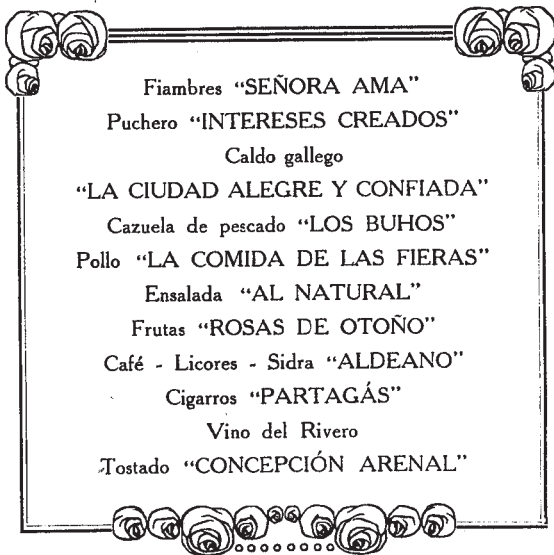 Fiambres “SEÑORA AMA”
Puchero “INTERESES CREADOS”
Caldo gallego
“LA CIUDAD ALEGRE Y CONFIADA”
Cazuela de pescado “LOS BUHOS”
Pollo “LA COMIDA DE LAS FIERAS”
Ensalada “AL NATURAL”
Frutas “ROSAS DE OTOÑO”
Café - Licores - Sidra “ALDEANO”
Cigarros “PARTAGÁS”
Vino del Rivero
Tostado “CONCEPCIÓN ARENAL”